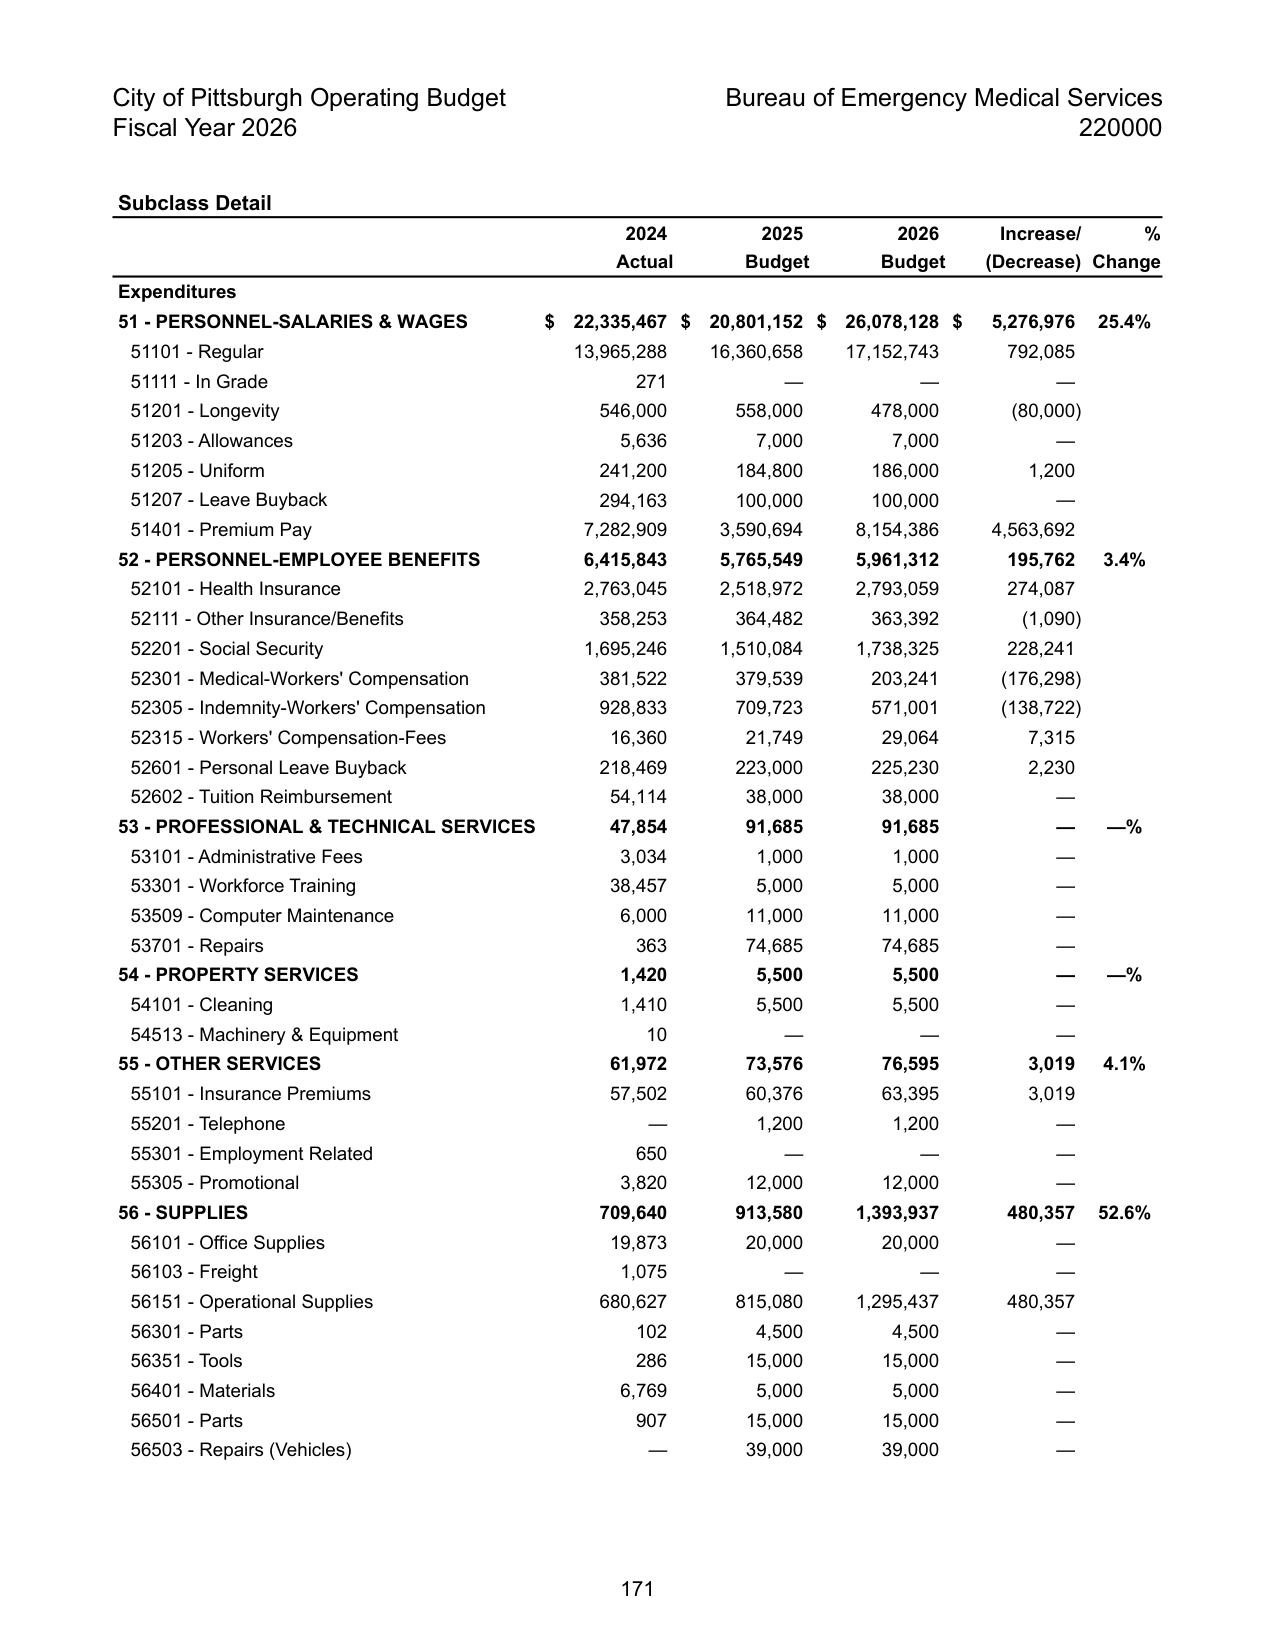 City of Pittsburgh Operating Budget Bureau of Emergency Medical Services
Fiscal Year 2026 220000
Subclass Detail
2024 2025 2026 Increase/ %
Actual Budget Budget (Decrease) Change
Expenditures
51 - PERSONNEL-SALARIES & WAGES $ 22,335,467 $ 20,801,152 $ 26,078,128 $ 5,276,976 25.4%
51101 - Regular 13,965,288 16,360,658 17,152,743 792,085
51111 - In Grade 271 — — —
51201 - Longevity 546,000 558,000 478,000 (80,000)
51203 - Allowances 5,636 7,000 7,000 —
51205 - Uniform 241,200 184,800 186,000 1,200
51207 - Leave Buyback 294,163 100,000 100,000 —
51401 - Premium Pay 7,282,909 3,590,694 8,154,386 4,563,692
52 - PERSONNEL-EMPLOYEE BENEFITS 6,415,843 5,765,549 5,961,312 195,762 3.4%
52101 - Health Insurance 2,763,045 2,518,972 2,793,059 274,087
52111 - Other Insurance/Benefits 358,253 364,482 363,392 (1,090)
52201 - Social Security 1,695,246 1,510,084 1,738,325 228,241
52301 - Medical-Workers' Compensation 381,522 379,539 203,241 (176,298)
52305 - Indemnity-Workers' Compensation 928,833 709,723 571,001 (138,722)
52315 - Workers' Compensation-Fees 16,360 21,749 29,064 7,315
52601 - Personal Leave Buyback 218,469 223,000 225,230 2,230
52602 - Tuition Reimbursement 54,114 38,000 38,000 —
53 - PROFESSIONAL & TECHNICAL SERVICES 47,854 91,685 91,685 — —%
53101 - Administrative Fees 3,034 1,000 1,000 —
53301 - Workforce Training 38,457 5,000 5,000 —
53509 - Computer Maintenance 6,000 11,000 11,000 —
53701 - Repairs 363 74,685 74,685 —
54 - PROPERTY SERVICES 1,420 5,500 5,500 — —%
54101 - Cleaning 1,410 5,500 5,500 —
54513 - Machinery & Equipment 10 — — —
55 - OTHER SERVICES 61,972 73,576 76,595 3,019 4.1%
55101 - Insurance Premiums 57,502 60,376 63,395 3,019
55201 - Telephone — 1,200 1,200 —
55301 - Employment Related 650 — — —
55305 - Promotional 3,820 12,000 12,000 —
56 - SUPPLIES 709,640 913,580 1,393,937 480,357 52.6%
56101 - Office Supplies 19,873 20,000 20,000 —
56103 - Freight 1,075 — — —
56151 - Operational Supplies 680,627 815,080 1,295,437 480,357
56301 - Parts 102 4,500 4,500 —
56351 - Tools 286 15,000 15,000 —
56401 - Materials 6,769 5,000 5,000 —
56501 - Parts 907 15,000 15,000 —
56503 - Repairs (Vehicles) — 39,000 39,000 —
171